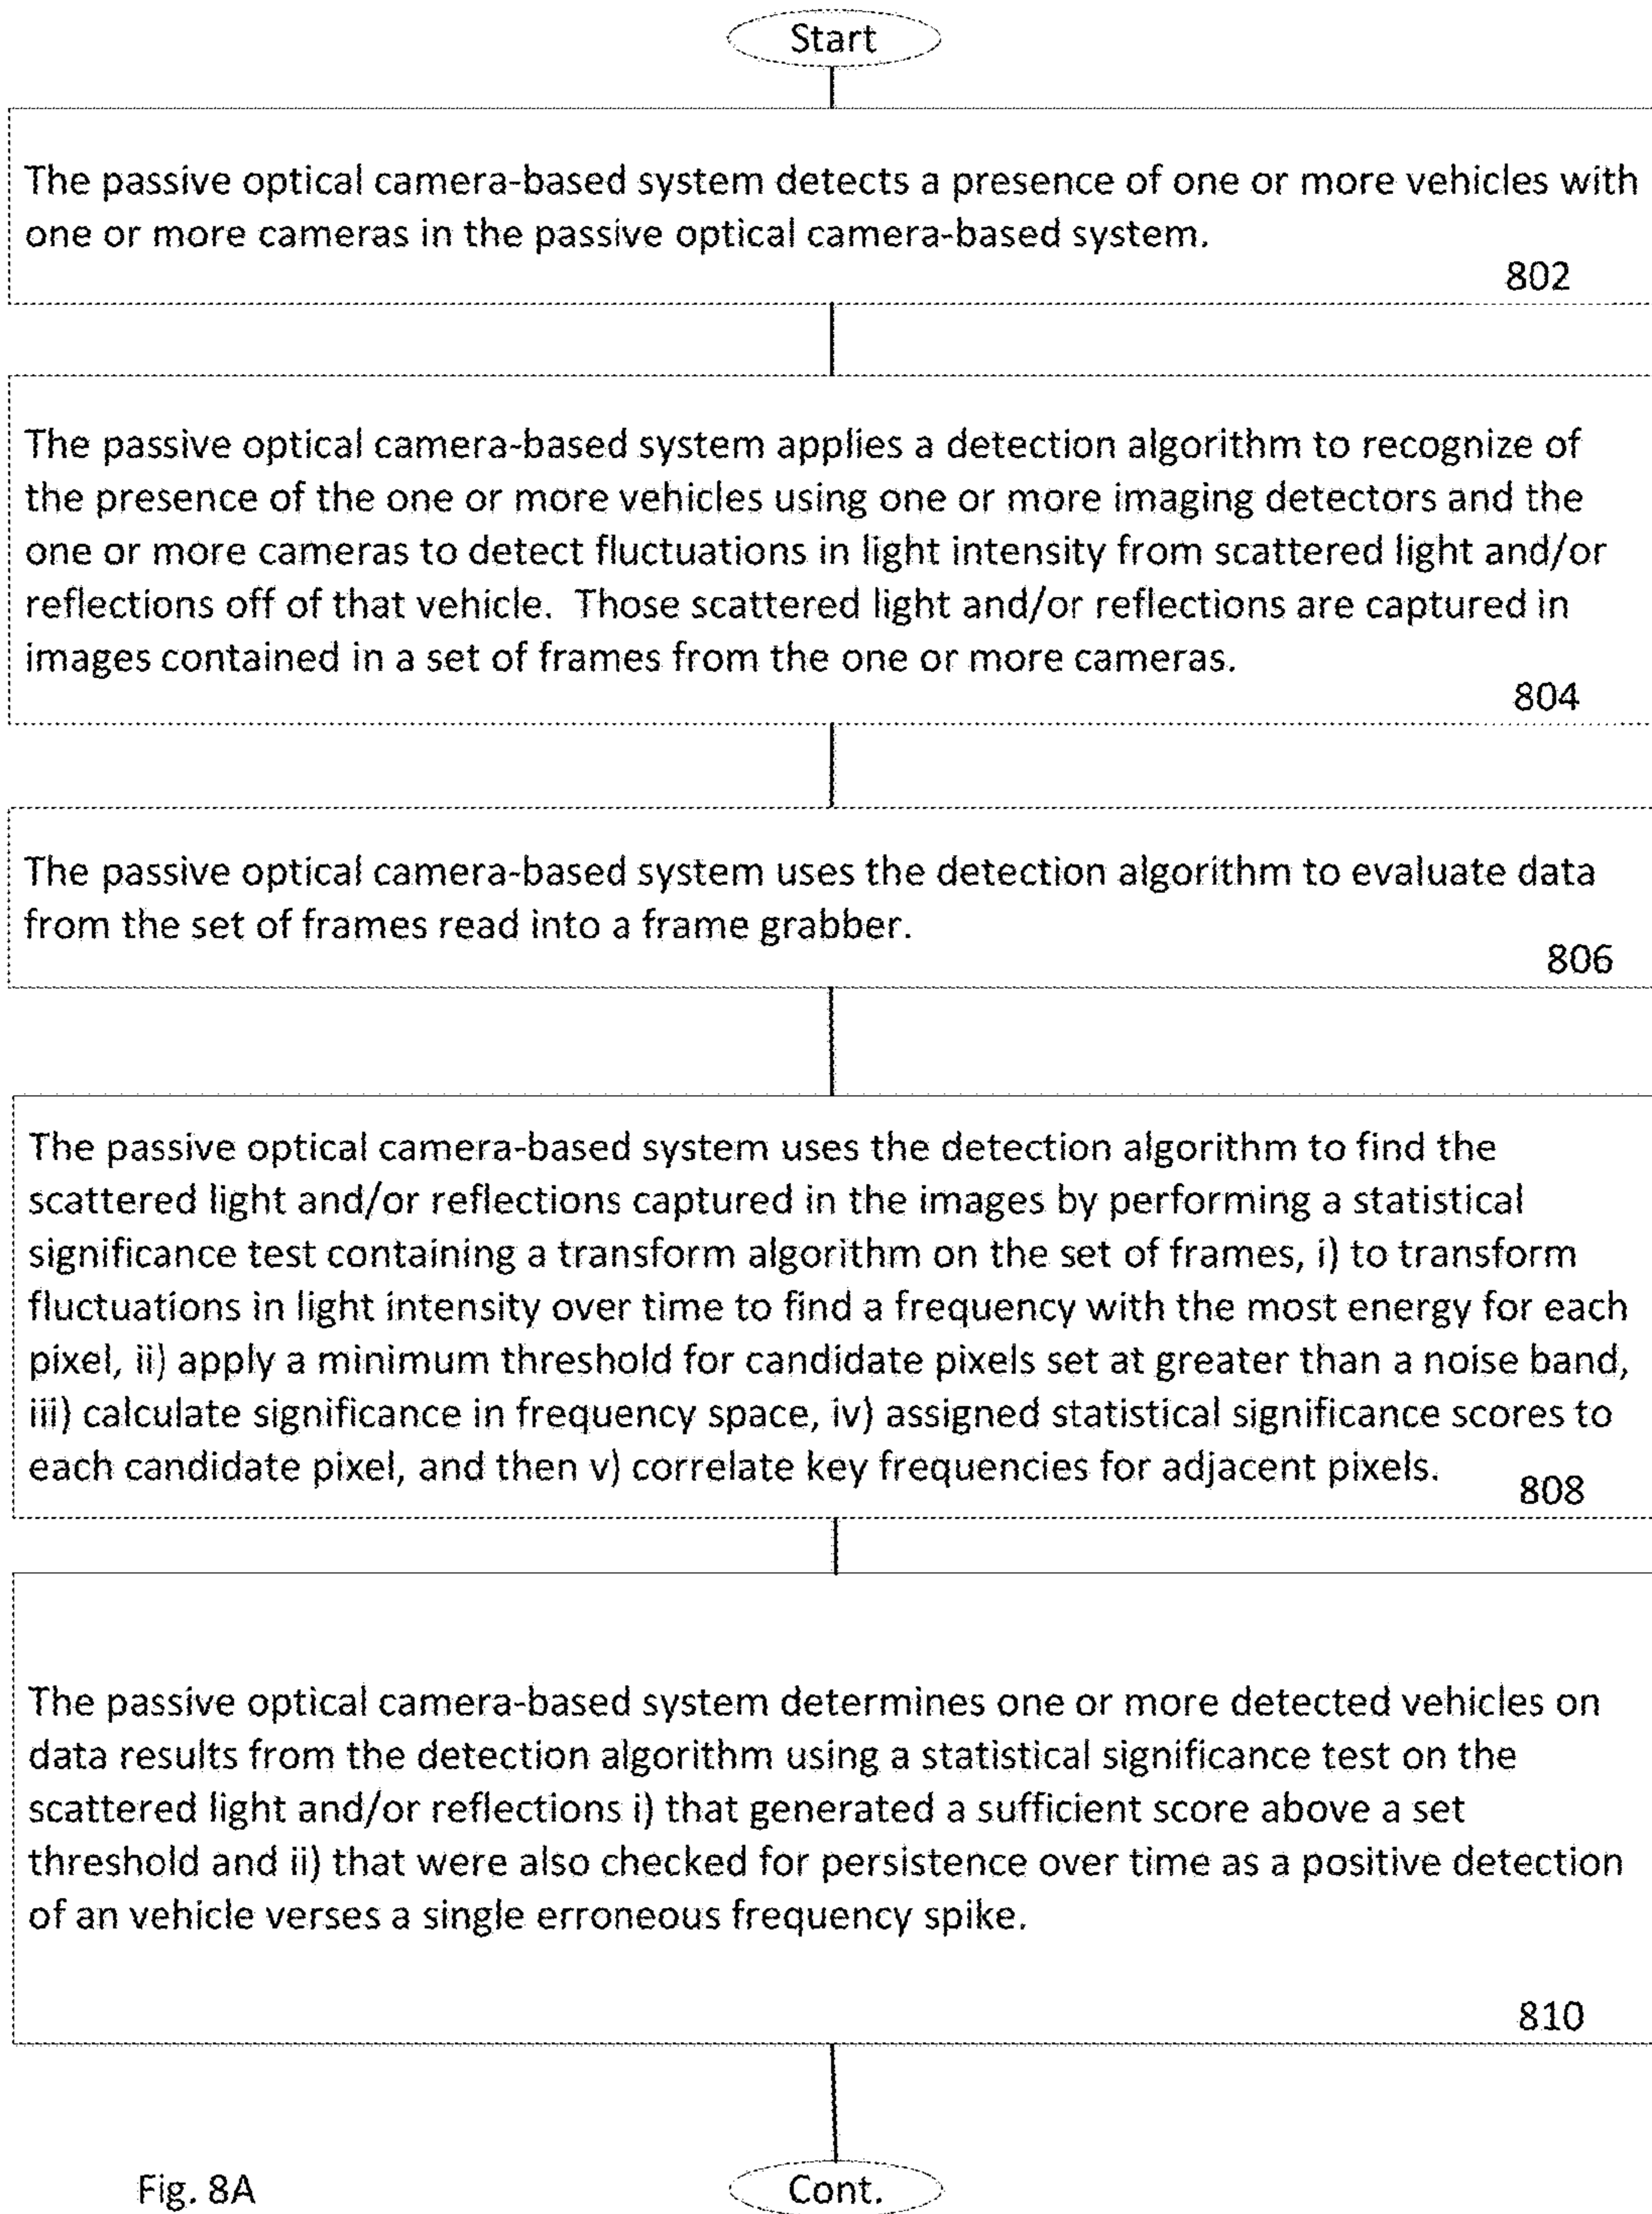 Start
The passive optical camera-based system detects a presence of one or more vehicles with
one or more cameras in the passive optical camera-based system.
802
The passive optical camera-based system applies a detection algorithm to recognize of
the presence of the one or more vehicles using one or more imaging detectors and the
one or more cameras to detect fluctuations in light intensity from scattered light and/or
reflections off of that vehicle. Those scattered light and/or reflections are captured in
images contained in a set of frames from the one or more cameras.
804
The passive optical camera-based system uses the detection algorithm to evaluate data
from the set of frames read into a frame grabber.
806
The passive optical camera-based system uses the detection algorithm to find the
scattered light and/or reflections captured in the images by performing a statistical
significance test containing a transform algorithm on the set of frames, i) to transform
fluctuations in light intensity over time to find a frequency with the most energy for each
pixel, ii) apply a minimum threshold for candidate pixels set at greater than a noise band,
iii) calculate significance in frequency space, iv) assigned statistical significance scores to
each candidate pixel, and then v) correlate key frequencies for adjacent pixels.
808
The passive optical camera-based system determines one or more detected vehicles on
data results from the detection algorithm using a statistical significance test on the
scattered light and/or reflections i) that generated a sufficient score above a set
threshold and ii) that were also checked for persistence over time as a positive detection
of an vehicle verses a single erroneous frequency spike.
810
Fig. 8A
Cont.